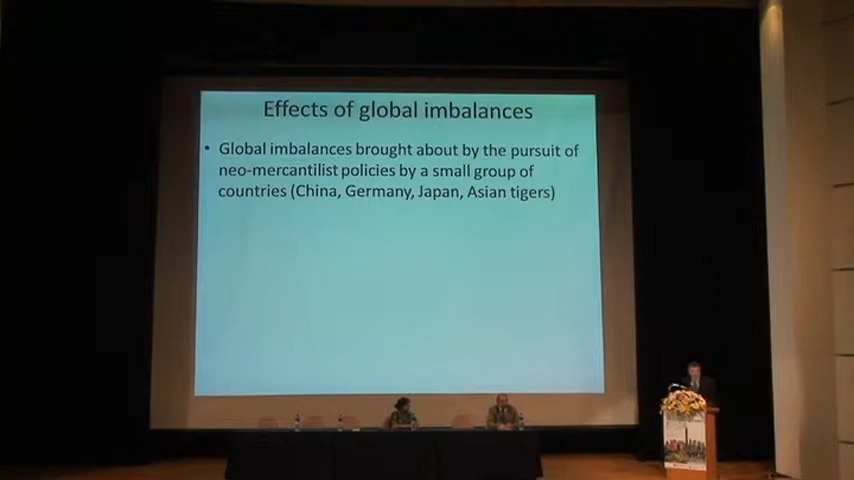 Effects of global imbalances
• Global imbalances brought about by the pursuit of
neo-mercantilist policies by a small group of
countries (China, Germany, Japan, Asian tigers)